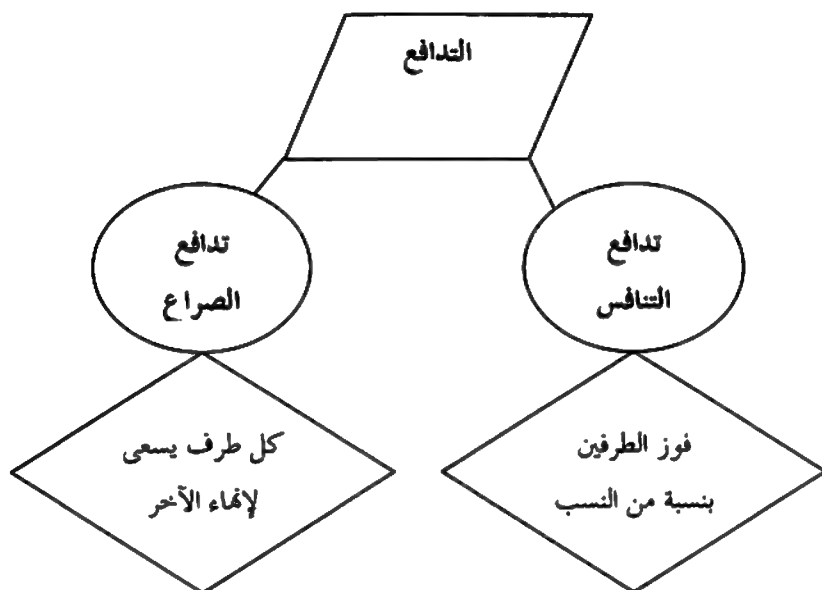 التدافع
تدافع
التنافس
تدافع
الصراع
فوز الطرفين
بنسبة من النسب
كل طرف يسعى
لإنهاء الآخر